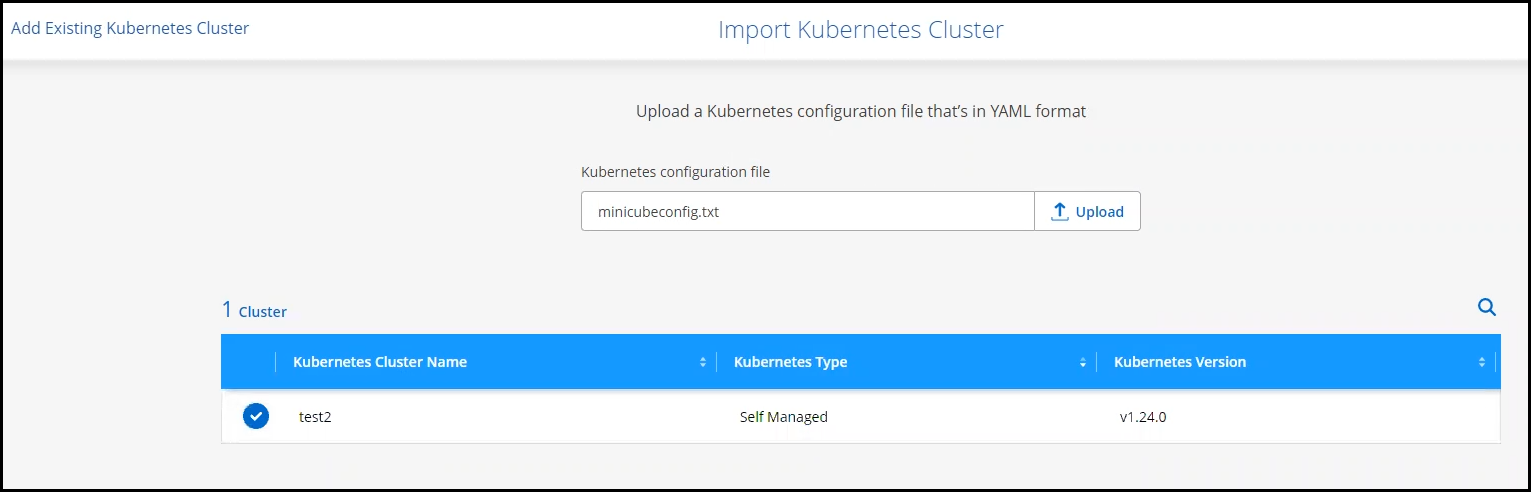 Add Existing Kubernetes Cluster
Import Kubernetes Cluster
Upload a Kubernetes configuration file that’s in YAML format
Kubernetes configuration file
minicubeconfig.txt
Upload
1 Cluster
Kubernetes Cluster Name
Kubernetes Type
Kubernetes Version
test2
Self Managed
v1.24.0